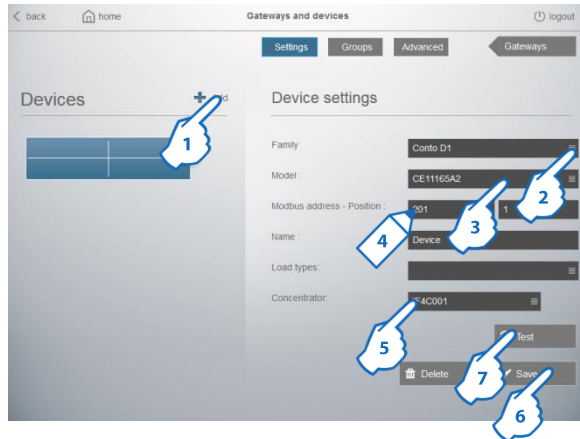 back
home
Gateways and devices
logout
Settings
Groups
Advanced
Gateways
Devices
Device settings
1
Family
Conto D1
2
Model :
CE11165A2
3
Modbus address - Position :
201
1
4
Name :
Device
Load types:
Concentrator:
5
Test
7
Delete
Save
6